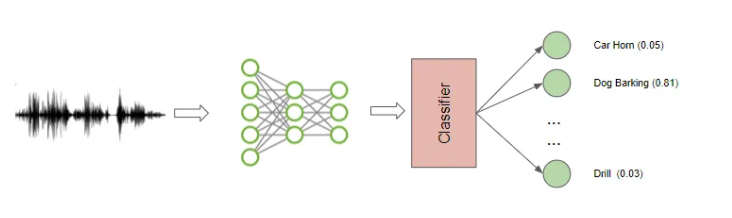 Classifier
Car Horn (0.05)
Dog Barking (0.81)
...
...
Drill (0.03)